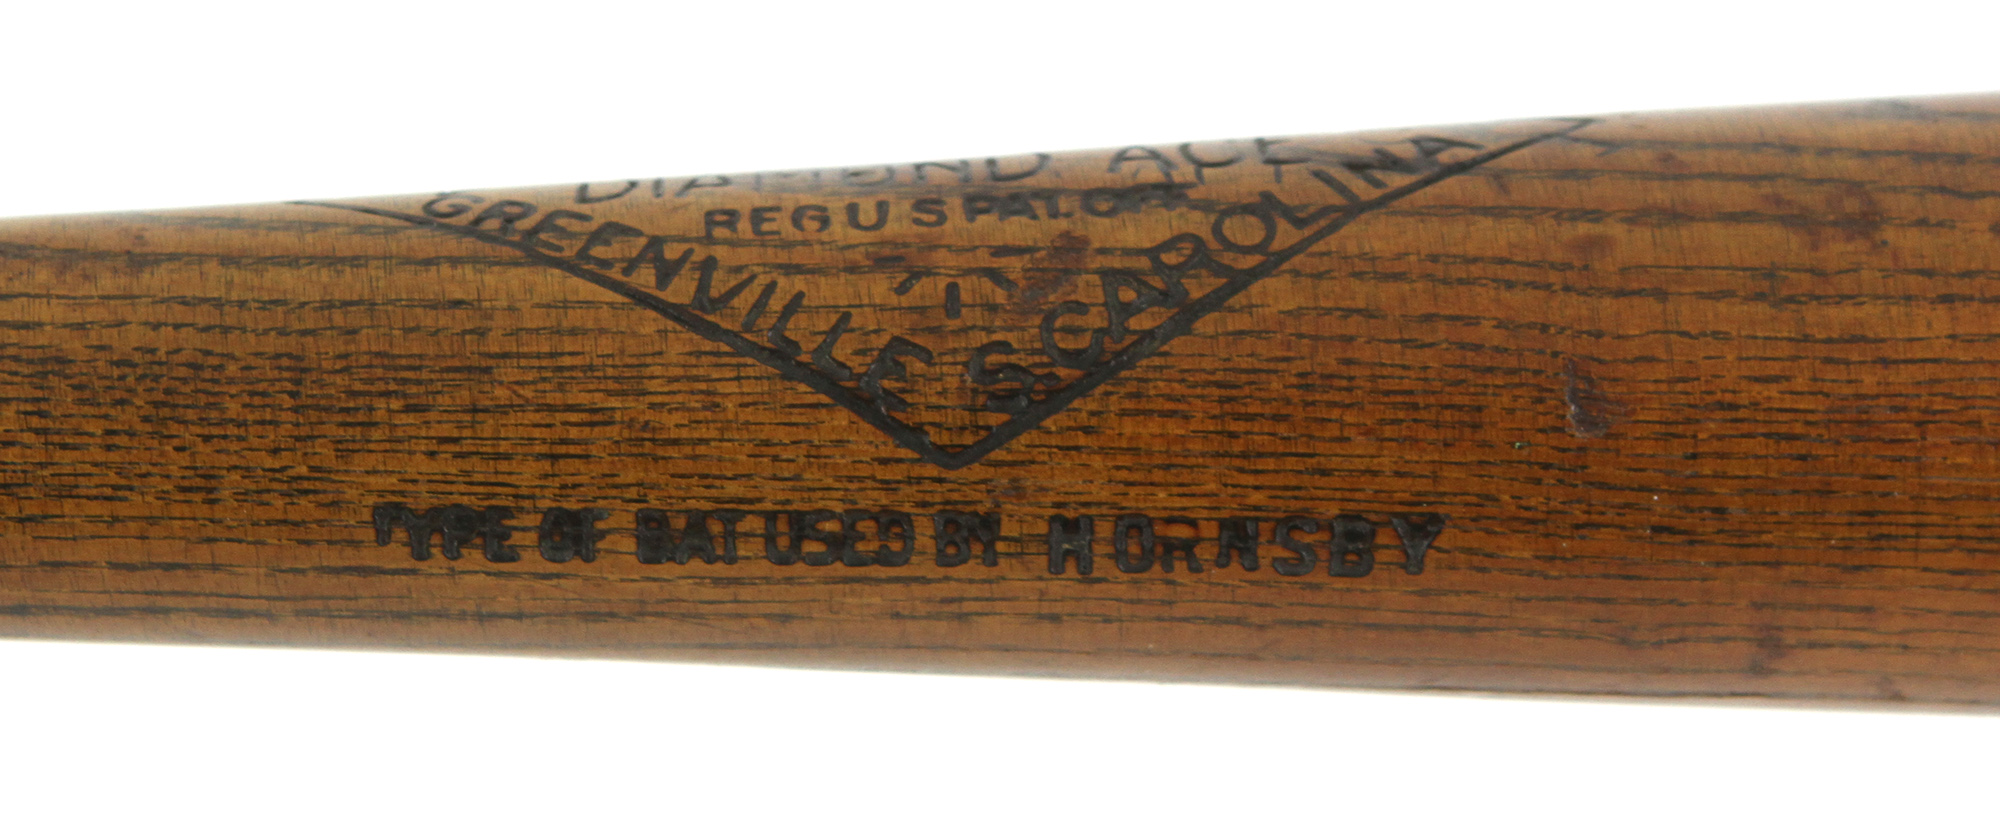 DIAMOND ACE
REG U S PAT. OFF.
GREENVILLE S. CAROLINA
TYPE OF BAT USED BY HORNSBY